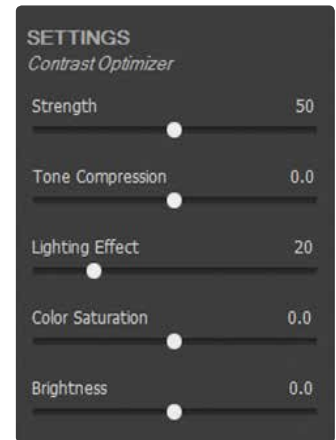 SETTINGS
Contrast Optimizer
Strength 50
Tone Compression 0.0
Lighting Effect 20
Color Saturation 0.0
Brightness 0.0